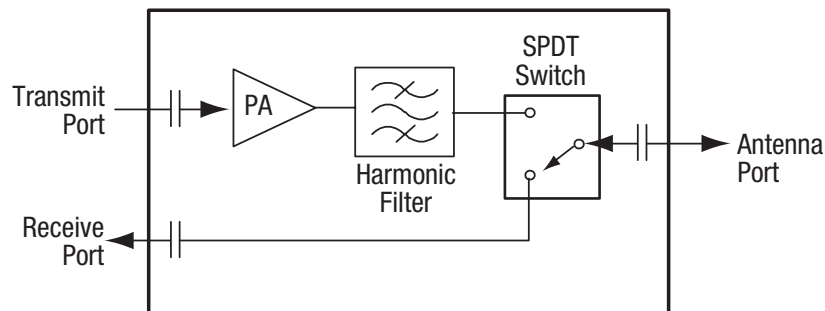 SPDT
Switch
Transmit
Port
PA
Antenna
Port
Harmonic
Filter
Receive
Port